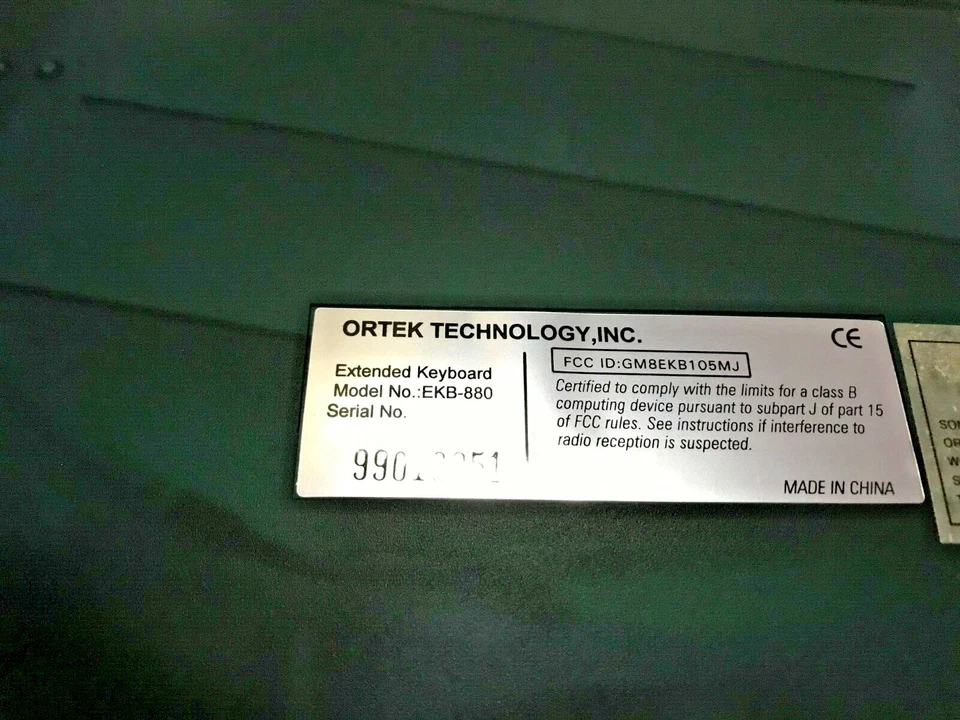 ORTEK TECHNOLOGY,INC.
CE
Extended Keyboard
Model No.:EKB-880
Serial No.
FCC ID:GM8EKB105MJ
Certified to comply with the limits for a class B
computing device pursuant to subpart J of part 15
of FCC rules. See instructions if interference to
radio reception is suspected.
MADE IN CHINA